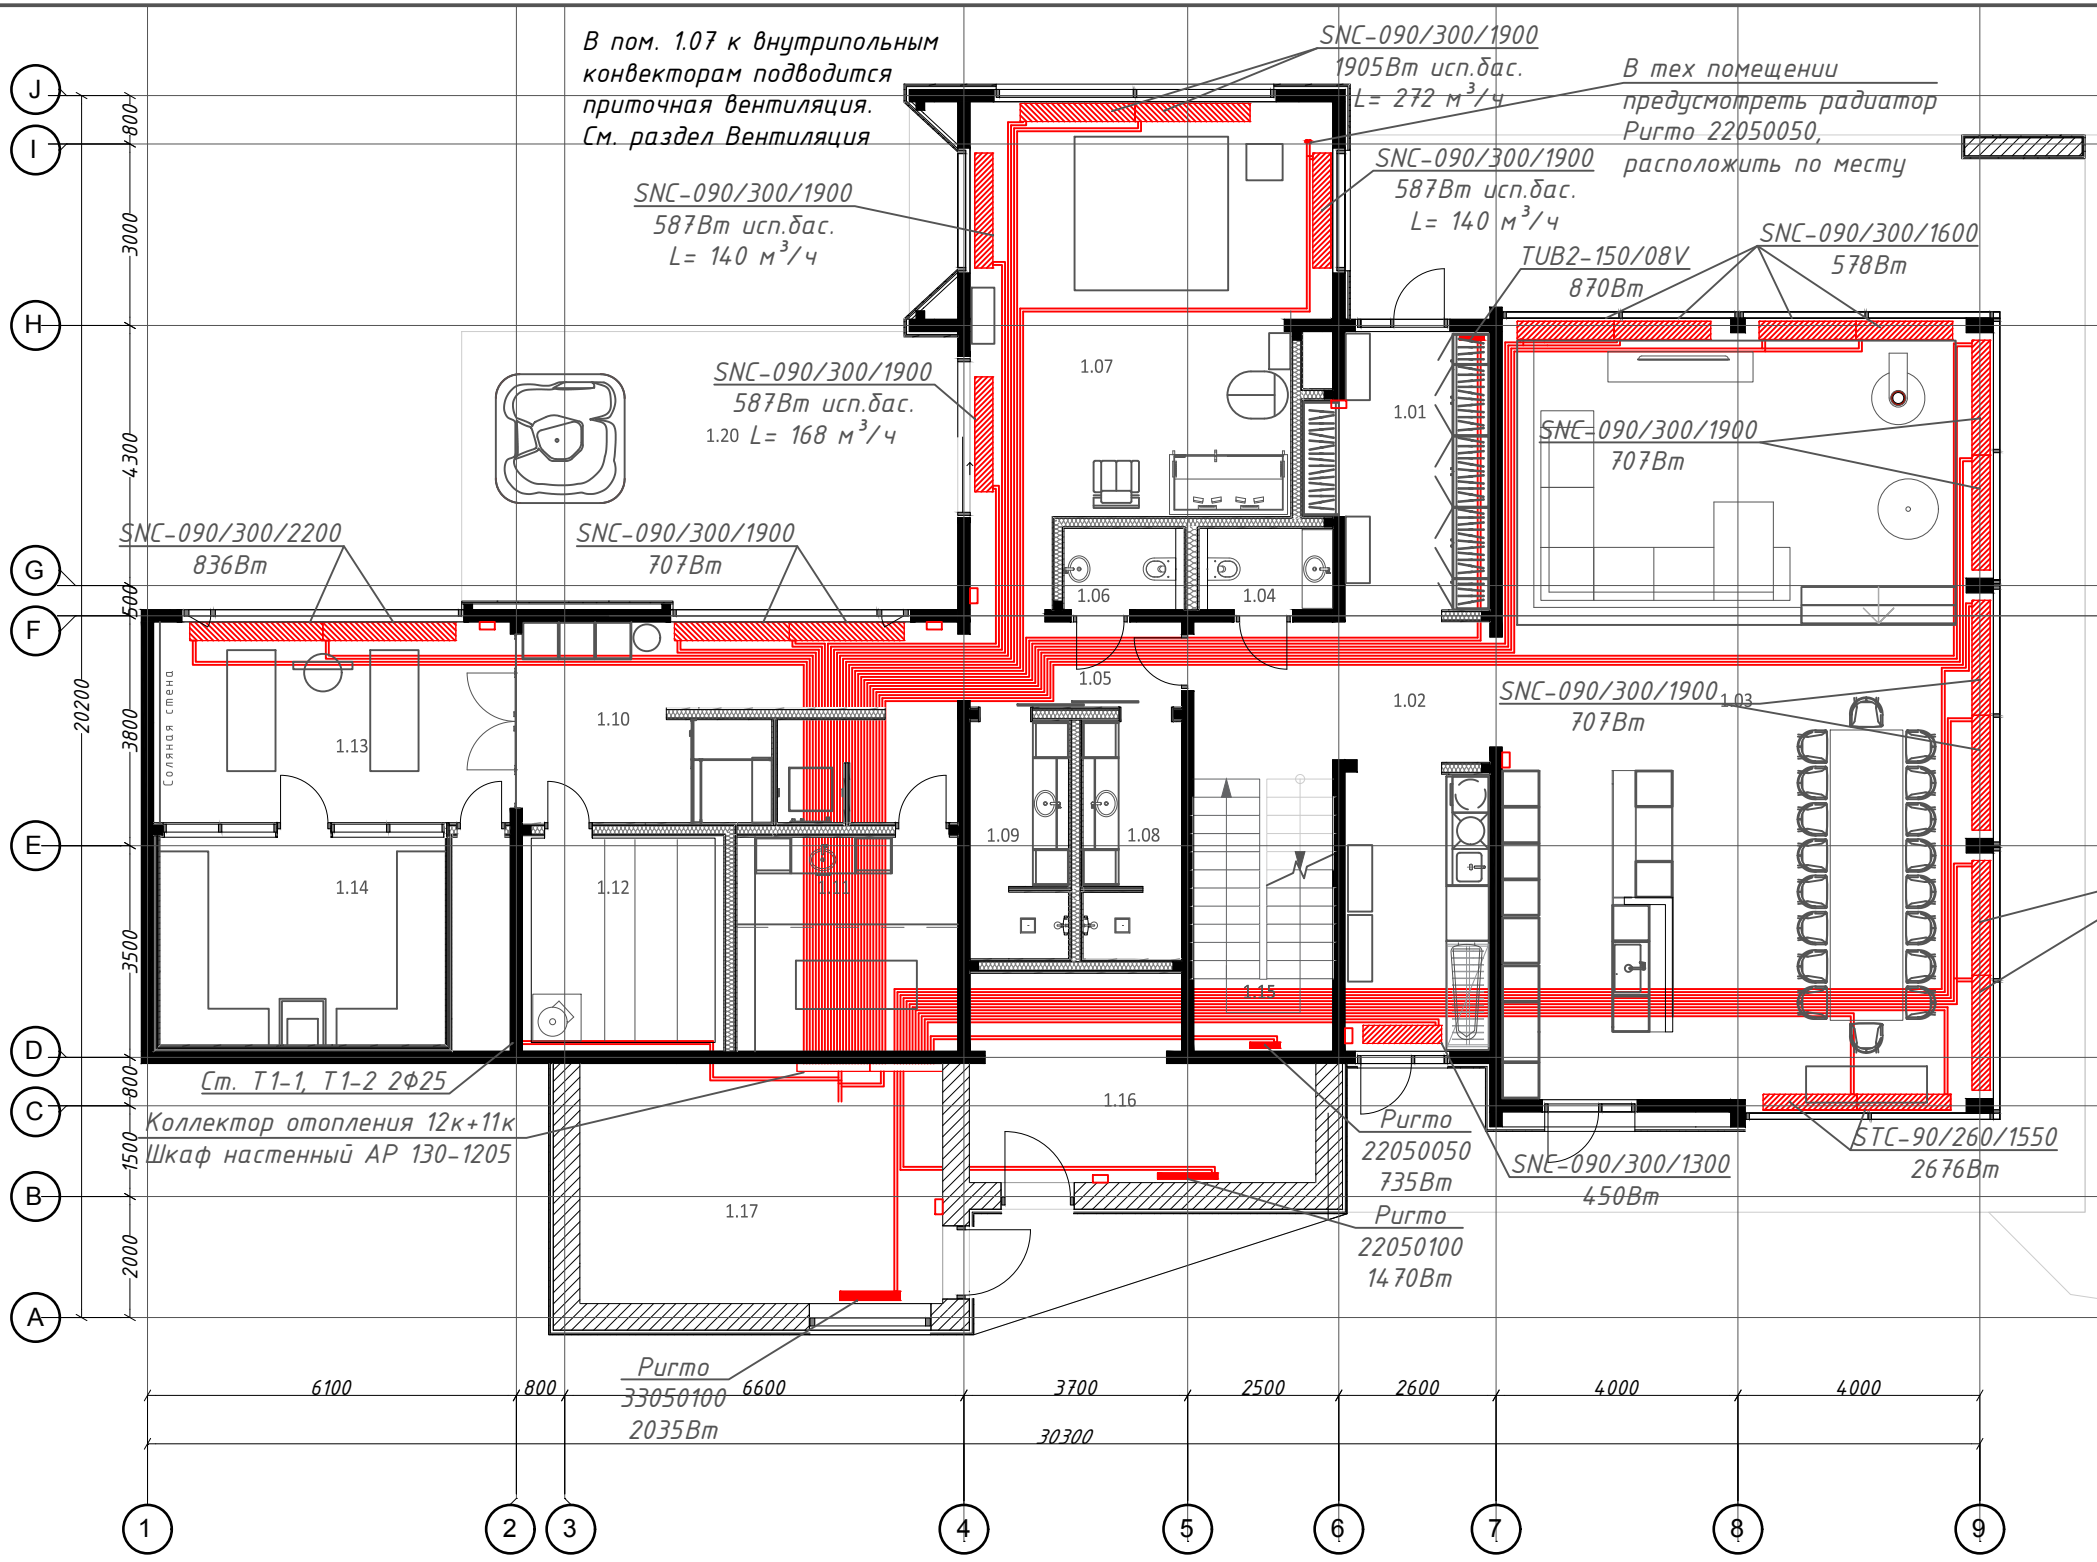 В пом. 1.07 к внутрипольным
конвекторам подводится
приточная вентиляция.
См. раздел Вентиляция
SNC-090/300/1900
1905Вт исп.бас.
L= 272 м³/ч
В тех помещении
предусмотреть радиатор
Purmo 22050050,
расположить по месту
SNC-090/300/1900
587Вт исп.бас.
L= 140 м³/ч
SNC-090/300/1900
587Вт исп.бас.
L= 140 м³/ч
TUB2-150/08V
870Вт
SNC-090/300/1600
578Вт
SNC-090/300/1900
587Вт исп.бас.
1.20 L= 168 м³/ч
1.07
1.01
SNC-090/300/1900
707Вт
SNC-090/300/2200
836Вт
SNC-090/300/1900
707Вт
1.06
1.04
1.05
1.02
SNC-090/300/1900
707Вт
1.03
Соляная стена
1.13
1.10
1.14
1.12
1.11
1.09
1.08
1.15
Ст. Т1-1, Т1-2 2Ф25
Коллектор отопления 12к+11к
Шкаф настенный АР 130-1205
1.16
1.17
Purmo
22050050
735Вт
Purmo
22050100
1470Вт
SNC-090/300/1300
450Вт
STC-90/260/1550
2676Вт
Purmo
33050100
2035Вт
J
I
H
G
F
E
D
C
B
A
800
3000
4300
500
3800
3500
800
1500
2000
20200
6100
800
6600
3700
2500
2600
4000
4000
30300
1
2
3
4
5
6
7
8
9